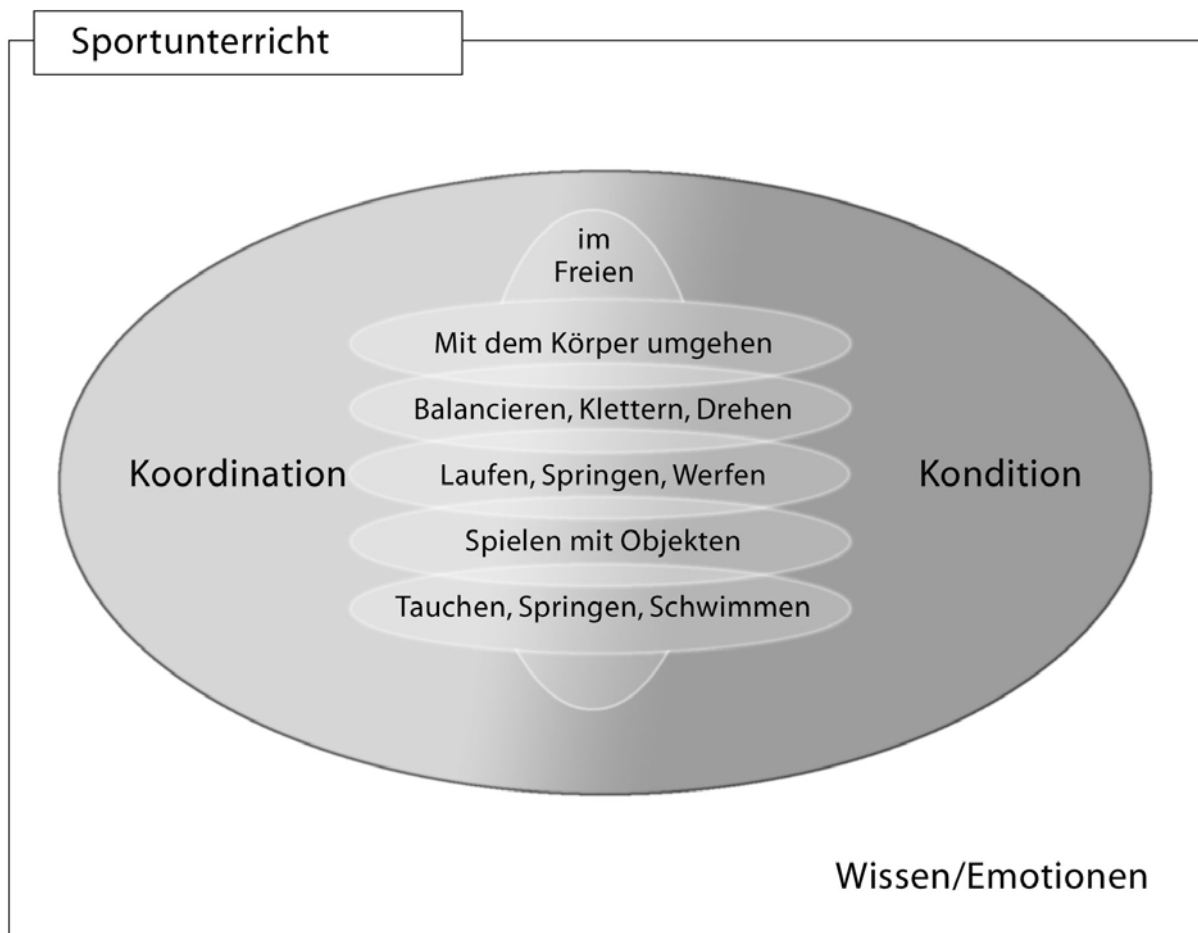 Sportunterricht
im
Freien
Mit dem Körper umgehen
Balancieren, Klettern, Drehen
Koordination
Laufen, Springen, Werfen
Kondition
Spielen mit Objekten
Tauchen, Springen, Schwimmen
Wissen/Emotionen